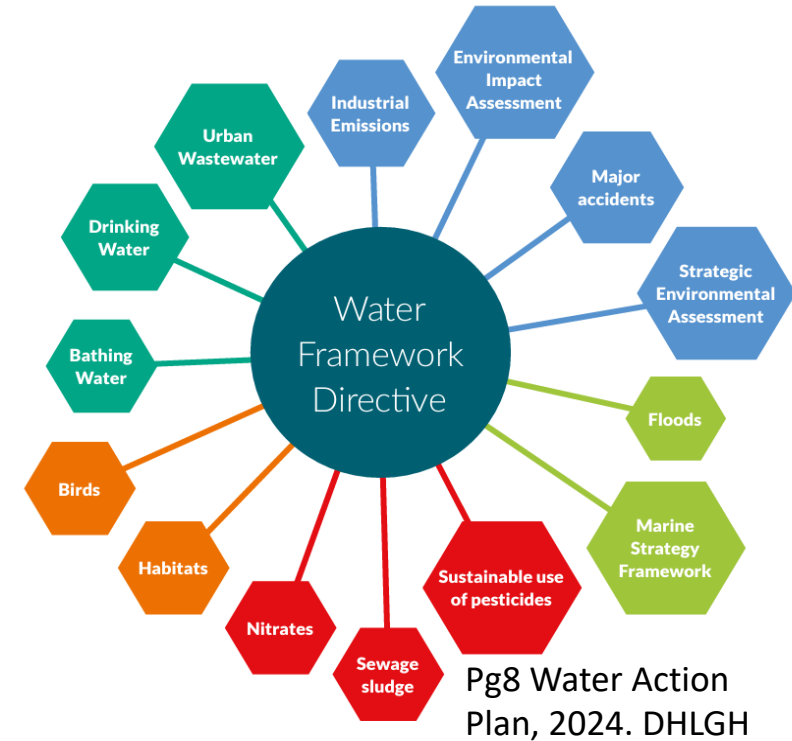 Environmental
Impact
Assessment
Industrial
Emissions
Urban
Wastewater
Major
accidents
Drinking
Water
Strategic
Environmental
Assessment
Water
Framework
Directive
Bathing
Water
Floods
Birds
Marine
Strategy
Framework
Habitats
Sustainable use
of pesticides
Nitrates
Sewage
sludge
Pg8 Water Action
Plan, 2024. DHLGH